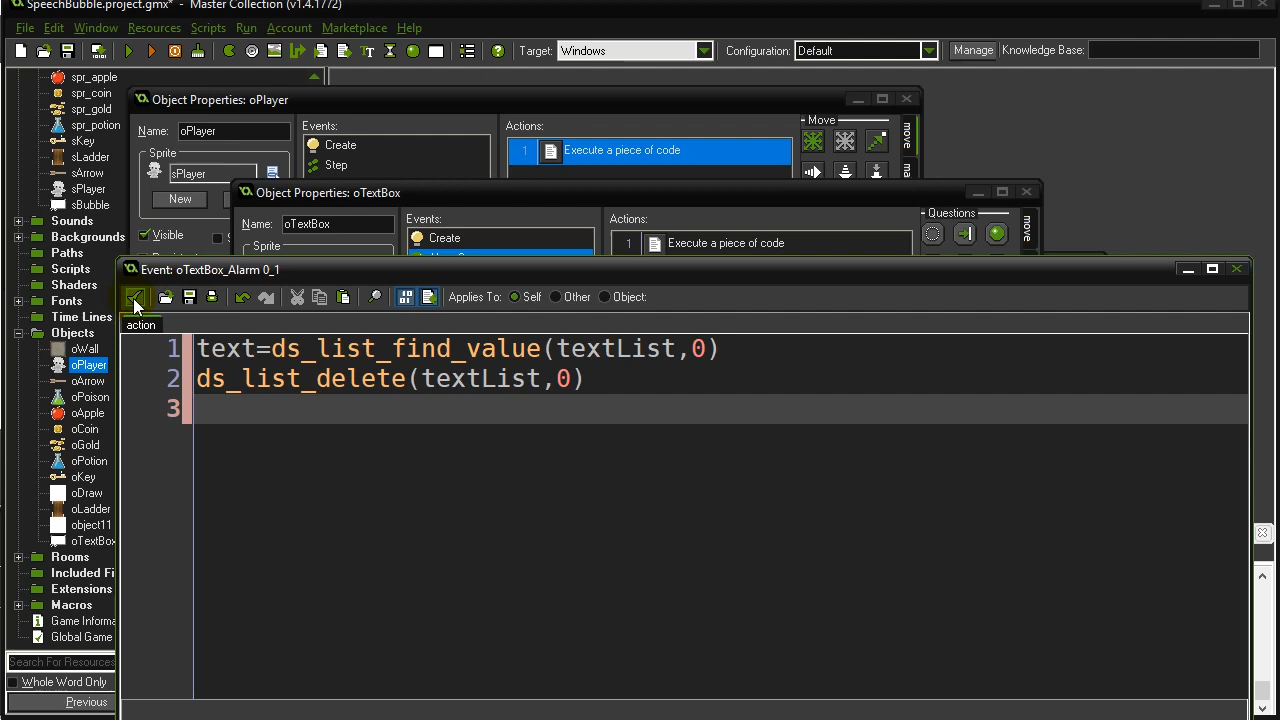 SpeechBubble.project.gmx* - Master Collection (v1.4.1772)
File Edit Window Resources Scripts Run Account Marketplace Help
Target: Windows Configuration: Default Manage Knowledge Base:
spr_apple
spr_coin
spr_gold
spr_potion
sKey
sLadder
sArrow
sPlayer
sBubble
Sounds
Backgrounds
Paths
Scripts
Shaders
Fonts
Time Lines
Objects
oWall
oPlayer
oArrow
oPoison
oApple
oCoin
oGold
oPotion
oKey
oDraw
oLadder
object11
oTextBox
Rooms
Included Fi
Extensions
Macros
Game Informa
Global Game
Search For Resources
Whole Word Only
Previous
Object Properties: oPlayer
Name: oPlayer
Sprite
sPlayer
New
Visible
Events:
Create
Step
Actions:
1 Execute a piece of code
Move
move
Object Properties: oTextBox
Name: oTextBox
Sprite
Events:
Create
Actions:
1 Execute a piece of code
Questions
move
Event: oTextBox_Alarm 0_1
Applies To: Self Other Object:
action
1 text=ds_list_find_value(textList,0)
2 ds_list_delete(textList,0)
3